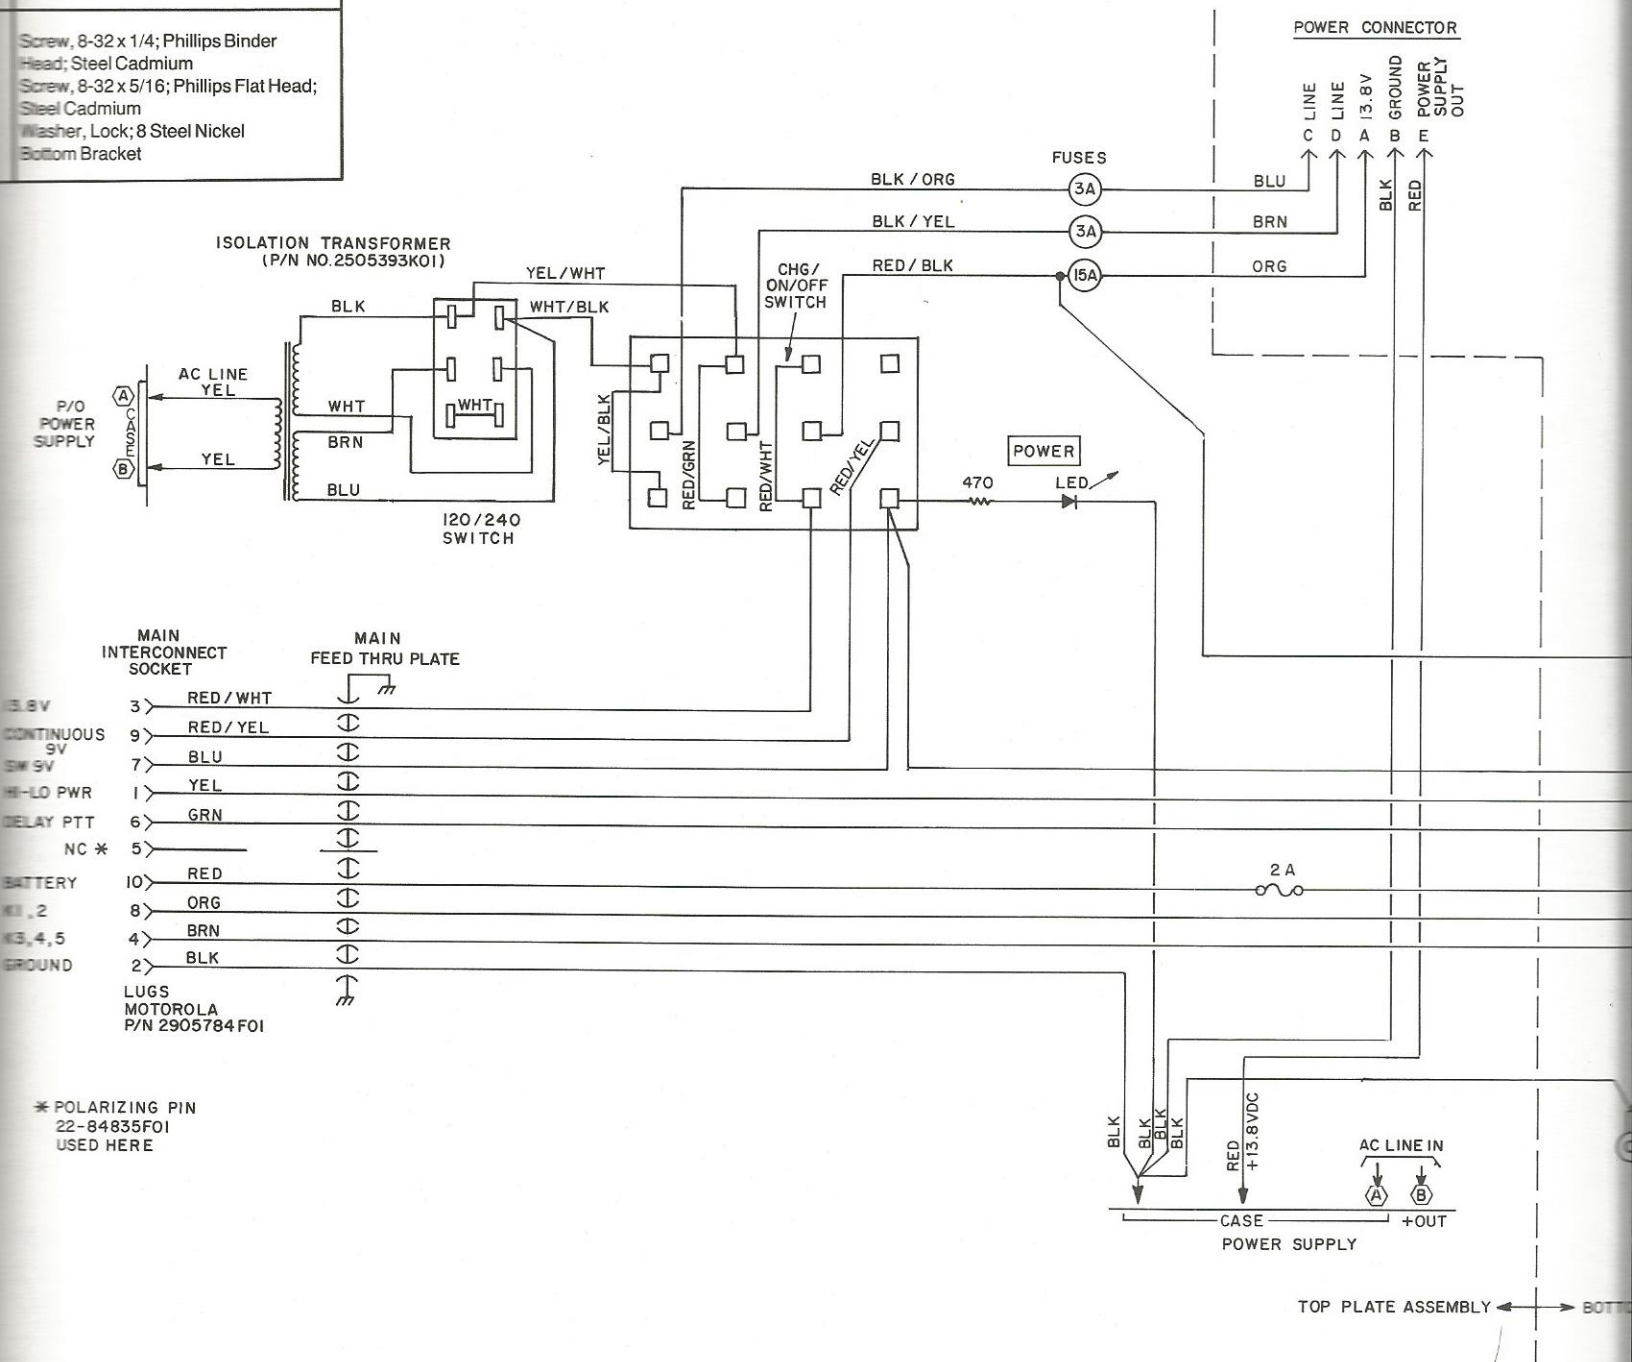 Screw, 8-32 x 1/4; Phillips Binder
Head; Steel Cadmium
Screw, 8-32 x 5/16; Phillips Flat Head;
Steel Cadmium
Washer, Lock; 8 Steel Nickel
Bottom Bracket
POWER CONNECTOR
C LINE
D LINE
A 13.8V
B GROUND
E POWER SUPPLY OUT
FUSES
BLK / ORG
3A
BLU
BLK
RED
BLK / YEL
3A
BRN
RED / BLK
15A
ORG
ISOLATION TRANSFORMER
(P/N NO.2505393K01)
YEL/WHT
WHT/BLK
CHG/
ON/OFF
SWITCH
BLK
AC LINE
YEL
A
CASE
B
P/O
POWER
SUPPLY
WHT
WHT
BRN
YEL
BLU
120/240
SWITCH
YEL/BLK
RED/GRN
RED/WHT
RED/YEL
POWER
470
LED
MAIN
INTERCONNECT
SOCKET
MAIN
FEED THRU PLATE
13.8V 3 RED/WHT
CONTINUOUS
9V
9 RED/YEL
SW 9V 7 BLU
HI-LO PWR 1 YEL
DELAY PTT 6 GRN
NC * 5
BATTERY 10 RED
2 A
,2 8 ORG
K3,4,5 4 BRN
GROUND 2 BLK
LUGS
MOTOROLA
P/N 2905784F01
* POLARIZING PIN
22-84835F01
USED HERE
BLK
BLK
BLK
BLK
RED
+13.8VDC
AC LINE IN
A B
CASE +OUT
POWER SUPPLY
TOP PLATE ASSEMBLY